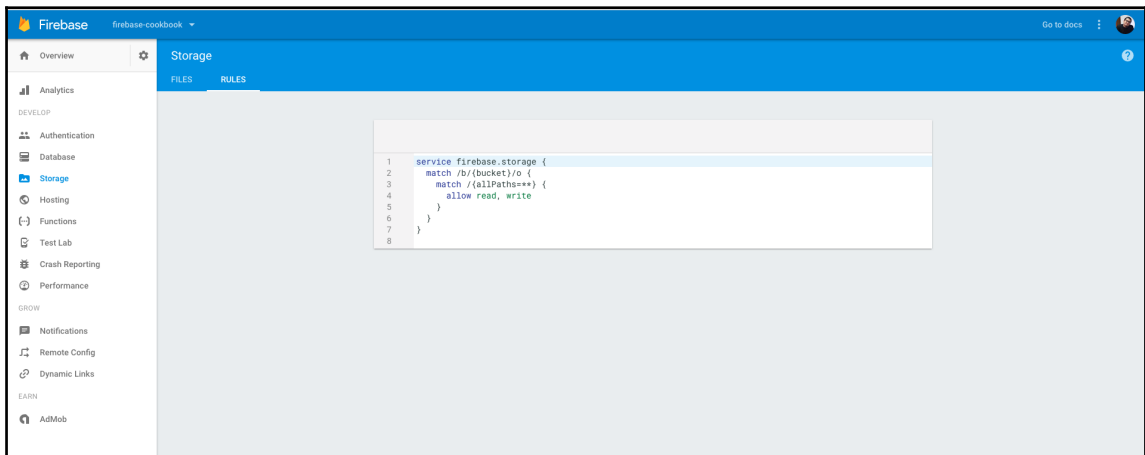 Firebase firebase-cookbook Go to docs
Overview
Analytics
DEVELOP
Authentication
Database
Storage
Hosting
Functions
Test Lab
Crash Reporting
Performance
GROW
Notifications
Remote Config
Dynamic Links
EARN
AdMob
Storage
FILES RULES
1 service firebase.storage {
2 match /b/{bucket}/o {
3 match /{allPaths=**} {
4 allow read, write
5 }
6 }
7 }
8